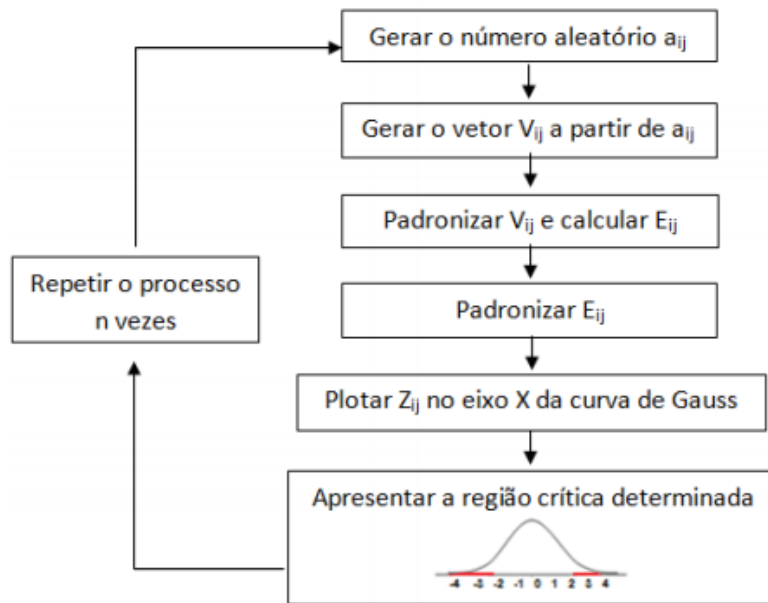 Gerar o número aleatório aij
Gerar o vetor Vij a partir de aij
Padronizar Vij e calcular Eij
Repetir o processo
n vezes
Padronizar Eij
Plotar Zij no eixo X da curva de Gauss
Apresentar a região crítica determinada
-4 -3 -2 -1 0 1 2 3 4